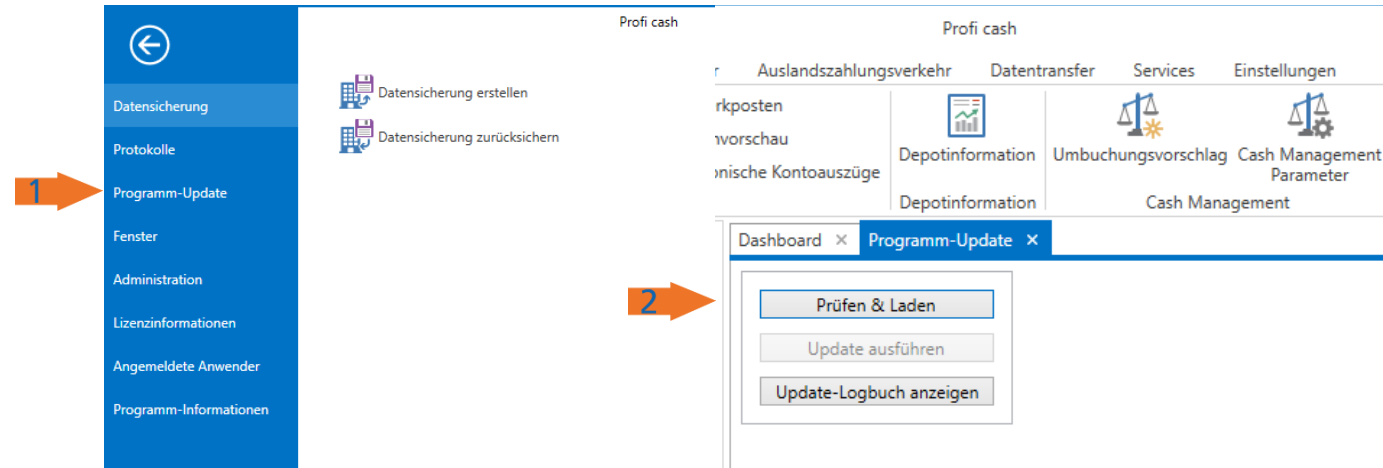 Profi cash
Datensicherung
Protokolle
1
Programm-Update
Fenster
Administration
Lizenzinformationen
Angemeldete Anwender
Programm-Informationen
Datensicherung erstellen
Datensicherung zurücksichern
Profi cash
r Auslandszahlungsverkehr Datentransfer Services Einstellungen
rkposten
nvorschau
onische Kontoauszüge
Depotinformation
Depotinformation
Umbuchungsvorschlag
Cash Management
Parameter
Cash Management
Dashboard × Programm-Update ×
2
Prüfen & Laden
Update ausführen
Update-Logbuch anzeigen